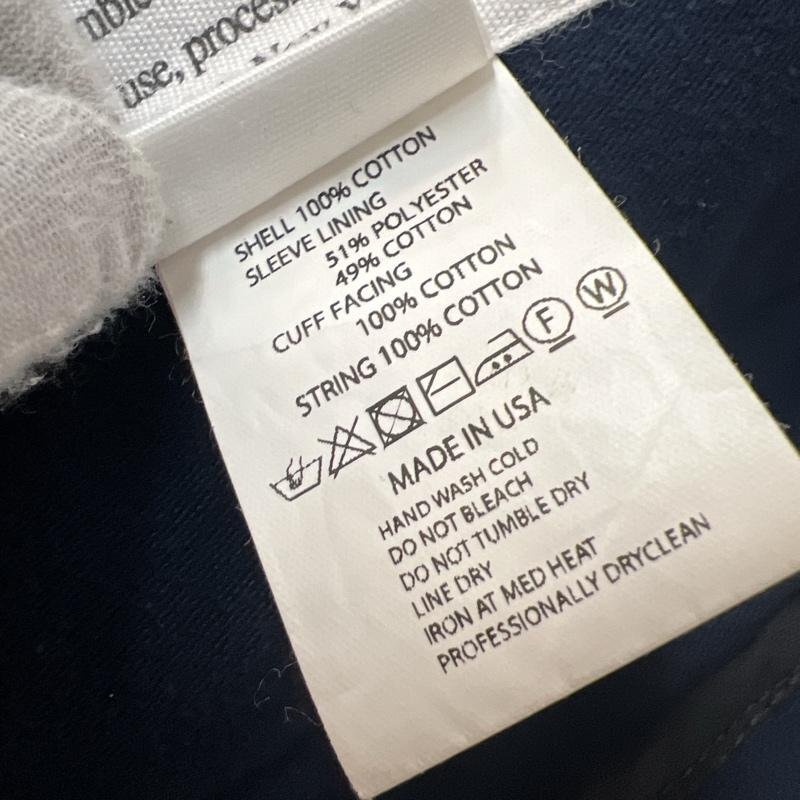 use, proces
SHELL 100% COTTON
SLEEVE LINING
51% POLYESTER
49% COTTON
CUFF FACING
100% COTTON
STRING 100% COTTON
F W
MADE IN USA
HAND WASH COLD
DO NOT BLEACH
DO NOT TUMBLE DRY
LINE DRY
IRON AT MED HEAT
PROFESSIONALLY DRYCLEAN